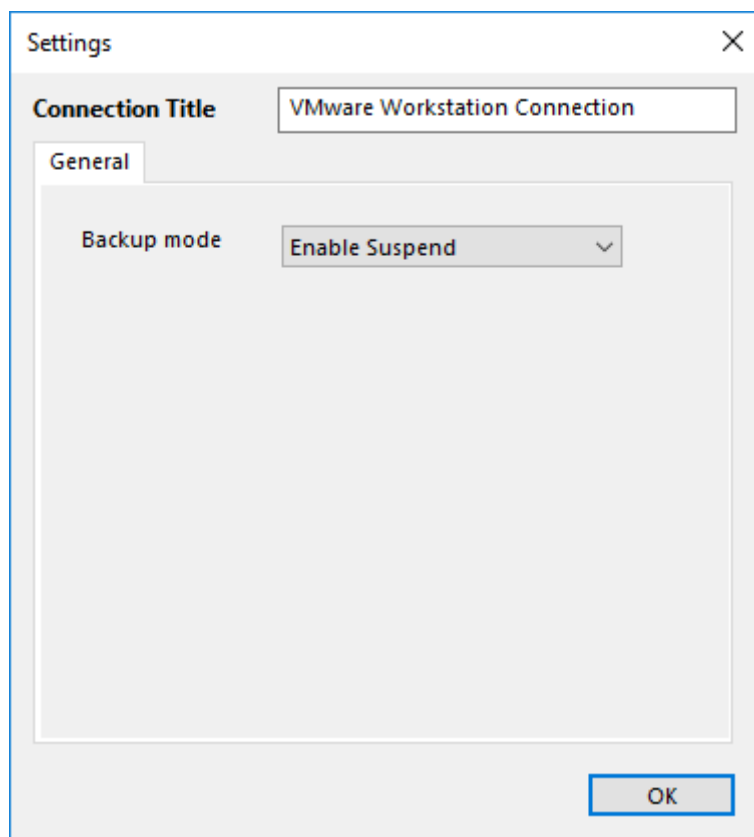 Settings
Connection Title
VMware Workstation Connection
General
Backup mode
Enable Suspend
OK